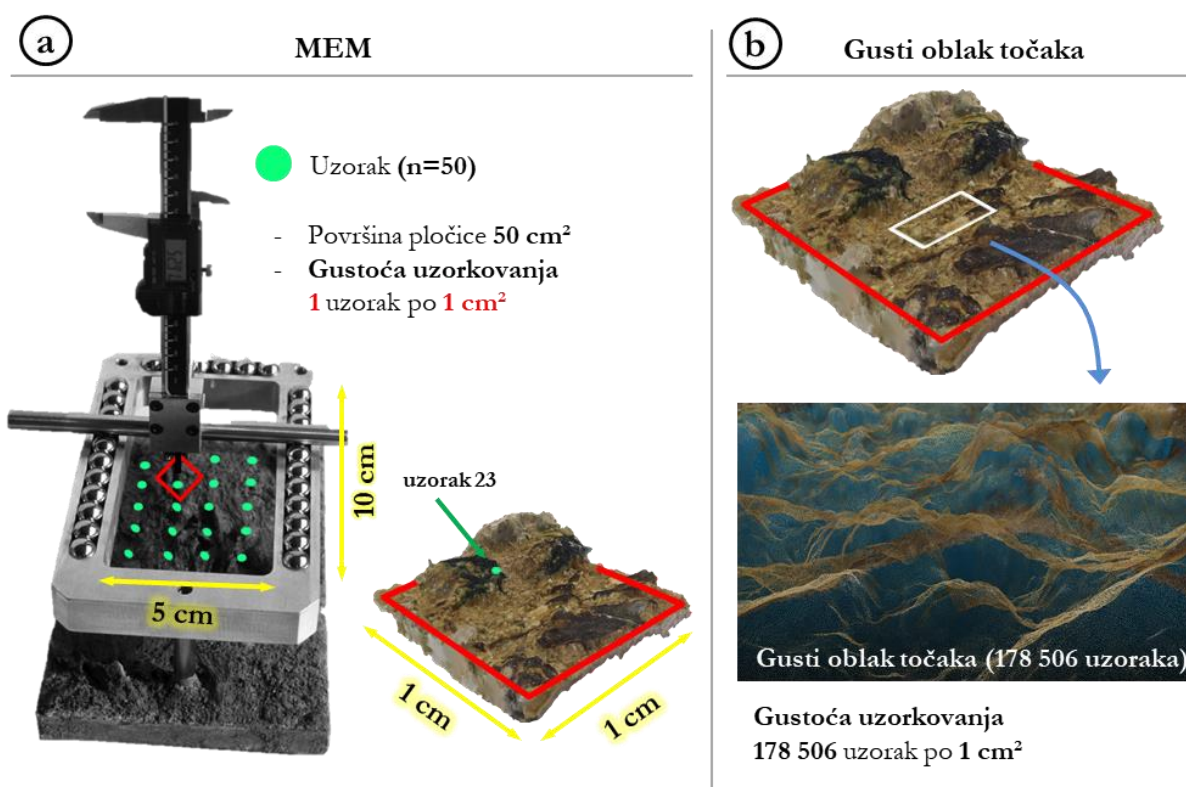 a
MEM
Uzorak (n=50)
- Površina pločice 50 cm²
- Gustoća uzorkovanja
1 uzorak po 1 cm²
10 cm
5 cm
uzorak 23
1 cm
1 cm
b
Gusti oblak točaka
Gusti oblak točaka (178 506 uzoraka)
Gustoća uzorkovanja
178 506 uzorak po 1 cm²